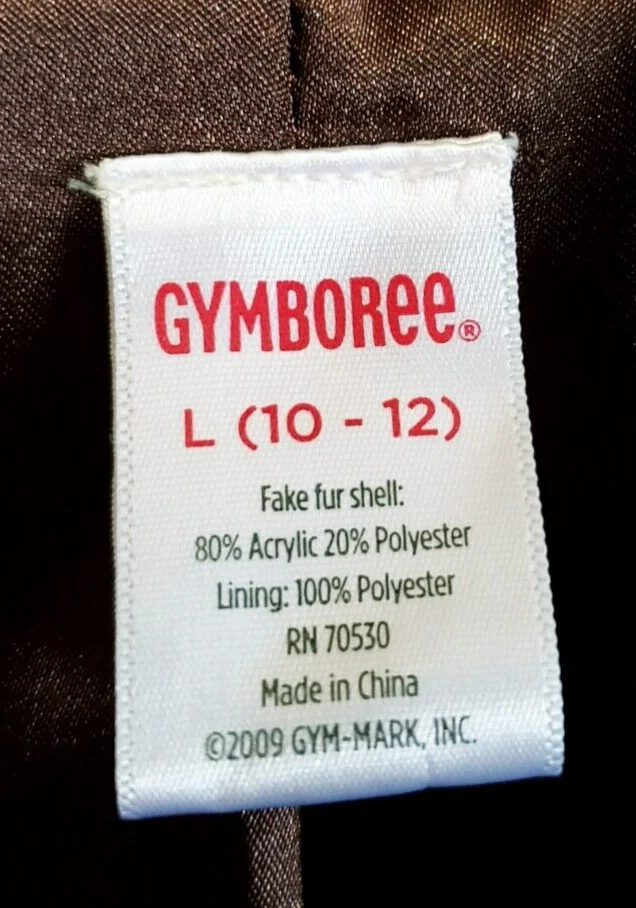 GYMBOREE®
L (10 - 12)
Fake fur shell:
80% Acrylic 20% Polyester
Lining: 100% Polyester
RN 70530
Made in China
©2009 GYM-MARK, INC.